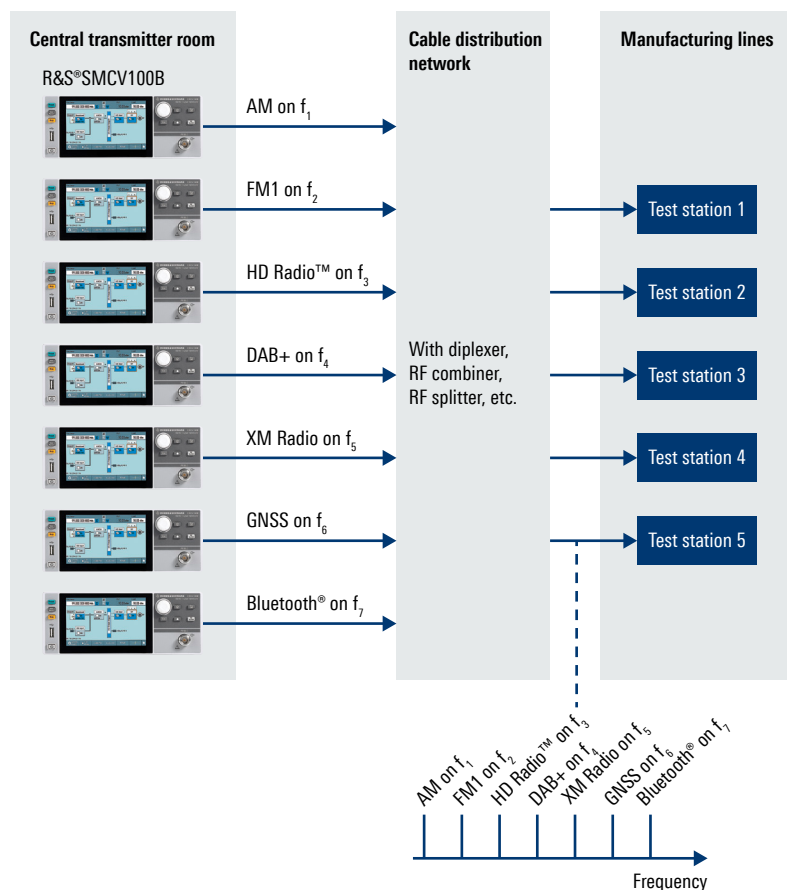 Central transmitter room
R&S®SMCV100B
AM on f₁
FM1 on f₂
HD Radio™ on f₃
DAB+ on f₄
XM Radio on f₅
GNSS on f₆
Bluetooth® on f₇
Cable distribution
network
With diplexer,
RF combiner,
RF splitter, etc.
Manufacturing lines
Test station 1
Test station 2
Test station 3
Test station 4
Test station 5
AM on f₁
FM1 on f₂
HD Radio™ on f₃
DAB+ on f₄
XM Radio on f₅
GNSS on f₆
Bluetooth® on f₇
Frequency